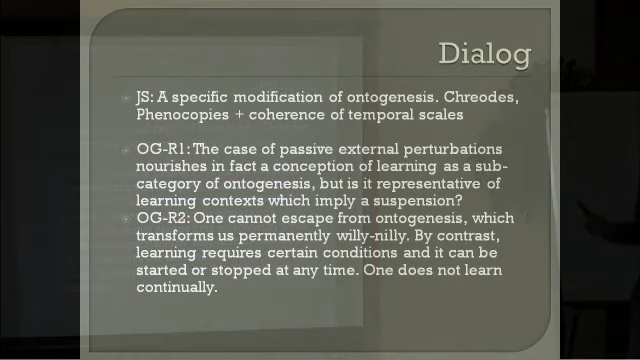 Dialog
JS: A specific modification of ontogenesis. Chreodes,
Phenocopies + coherence of temporal scales
OG-R1: The case of passive external perturbations
nourishes in fact a conception of learning as a sub-
category of ontogenesis, but is it representative of
learning contexts which imply a suspension?
OG-R2: One cannot escape from ontogenesis, which
transforms us permanently willy-nilly. By contrast,
learning requires certain conditions and it can be
started or stopped at any time. One does not learn
continually.